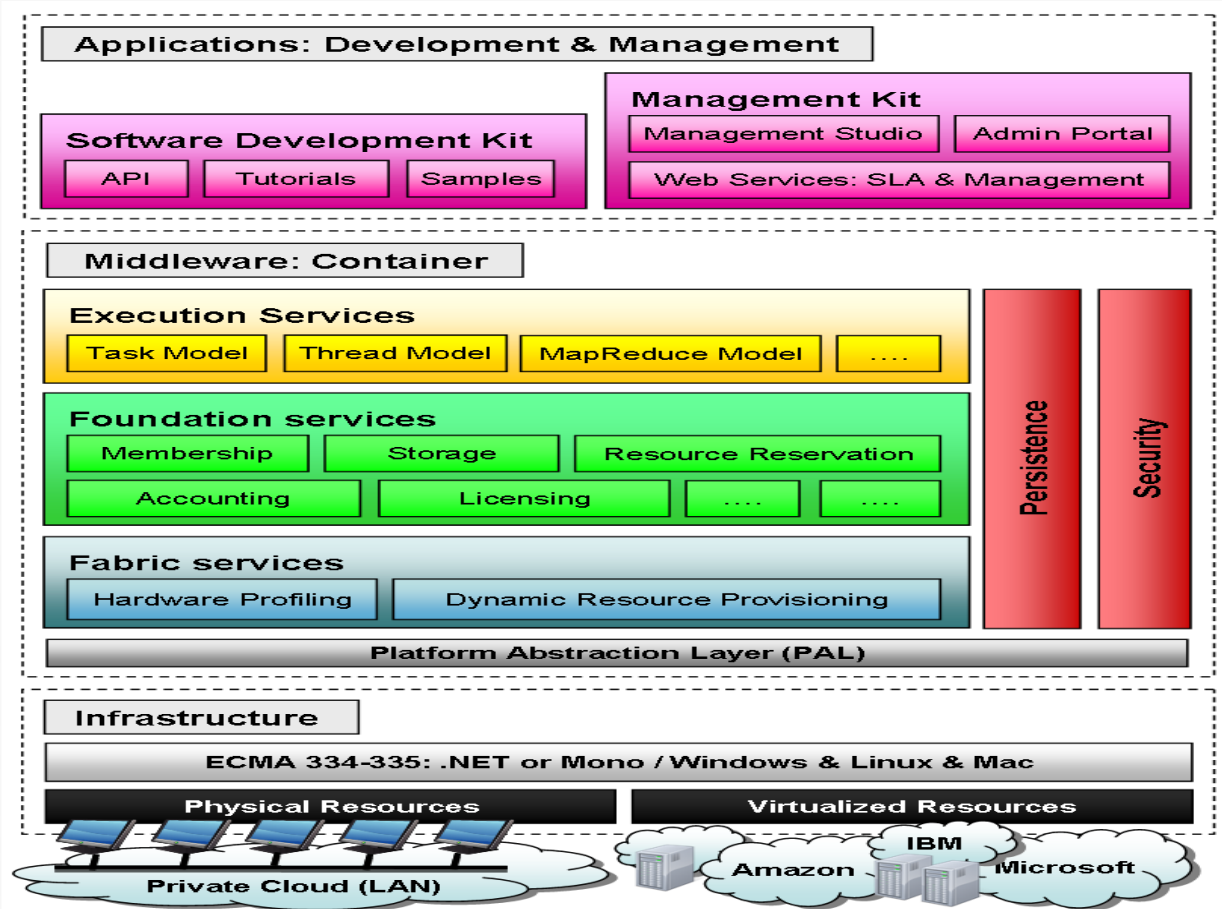 Applications: Development & Management
Management Kit
Management Studio
Admin Portal
Web Services: SLA & Management
Software Development Kit
API
Tutorials
Samples
Middleware: Container
Execution Services
Task Model
Thread Model
MapReduce Model
....
Foundation services
Membership
Storage
Resource Reservation
Accounting
Licensing
....
....
Fabric services
Hardware Profiling
Dynamic Resource Provisioning
Persistence
Security
Platform Abstraction Layer (PAL)
Infrastructure
ECMA 334-335: .NET or Mono / Windows & Linux & Mac
Physical Resources
Virtualized Resources
Private Cloud (LAN)
Amazon
IBM
Microsoft